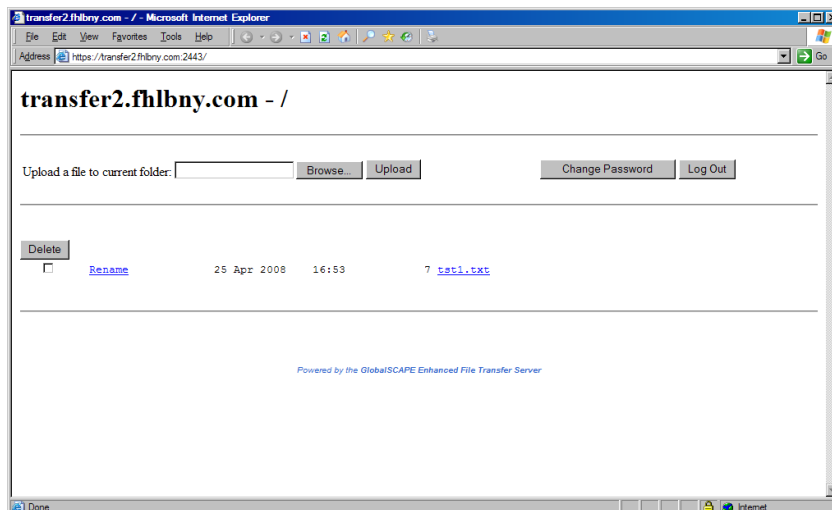 transfer2.fhlbny.com - / - Microsoft Internet Explorer
File Edit View Favorites Tools Help
Address https://transfer2.fhlbny.com:2443/ Go
transfer2.fhlbny.com - /
Upload a file to current folder: Browse... Upload Change Password Log Out
Delete
Rename 25 Apr 2008 16:53 7 tst1.txt
Powered by the GlobalSCAPE Enhanced File Transfer Server
Done Internet